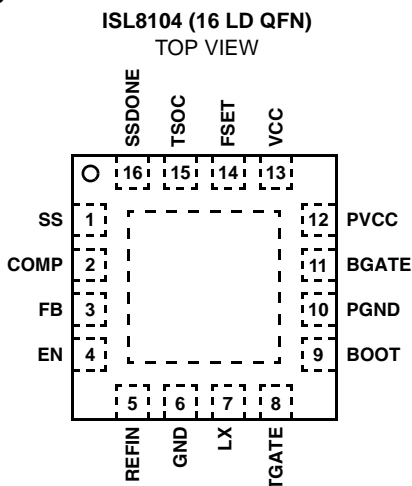 ISL8104 (16 LD QFN)
TOP VIEW
SSDONE
TSOC
FSET
VCC
16
15
14
13
SS 1
12 PVCC
COMP 2
11 BGATE
FB 3
10 PGND
EN 4
9 BOOT
5
6
7
8
REFIN
GND
LX
TGATE